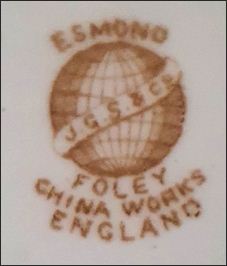 ESMOND
J.G.S. & CO
FOLEY
CHINA WORKS
ENGLAND